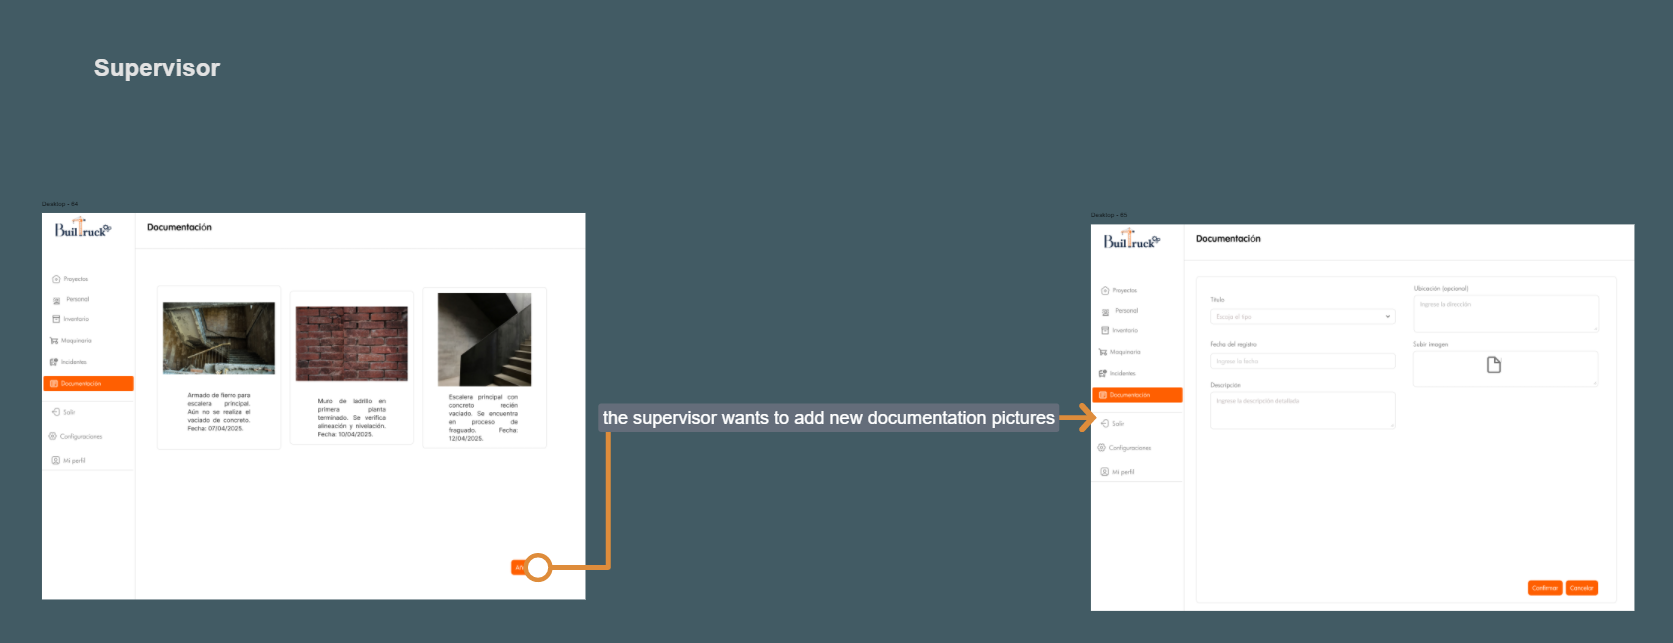 Supervisor
Desktop - 64
BuilTruck
Documentación
Proyectos
Personal
Inventario
Maquinaria
Incidentes
Documentación
Salir
Configuraciones
Mi perfil
Armado de fierro para
escalera principal.
Aún no se realiza el
vaciado de concreto.
Fecha: 07/04/2025.
Muro de ladrillo en
primera planta
terminado. Se verifica
alineación y nivelación.
Fecha: 10/04/2025.
Escalera principal con
concreto recién
vaciado. Se encuentra
en proceso de
fraguado. Fecha:
12/04/2025.
the supervisor wants to add new documentation pictures
Desktop - 65
BuilTruck
Documentación
Proyectos
Personal
Inventario
Maquinaria
Incidentes
Documentación
Salir
Configuraciones
Mi perfil
Título
Escoja el tipo
Fecha del registro
Ingrese la fecha
Descripción
Ingrese la descripción detallada
Ubicación (opcional)
Ingrese la dirección
Subir imagen
Confirmar
Cancelar